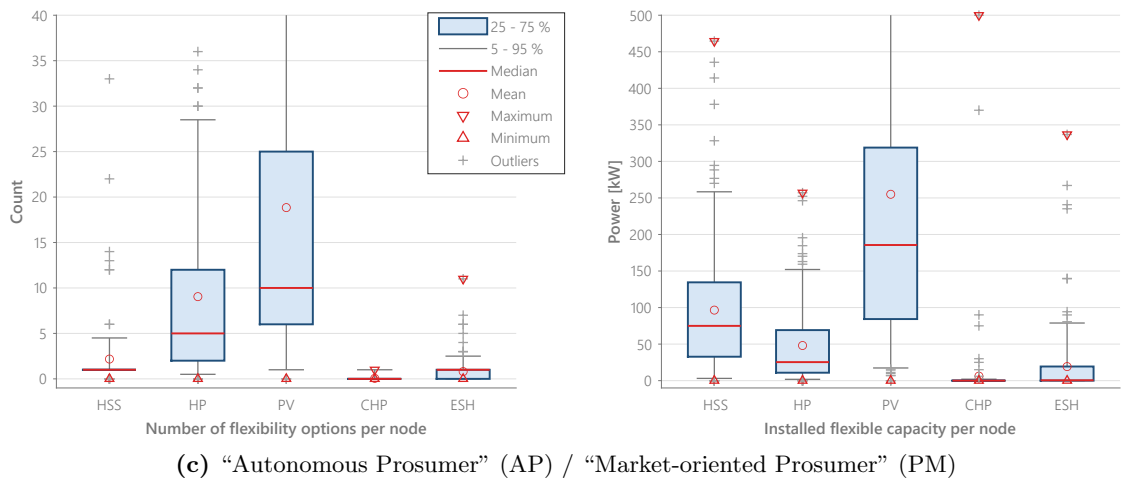 40
35
30
25
20
15
10
5
0
Count
25 - 75 %
5 - 95 %
Median
Mean
Maximum
Minimum
Outliers
HSS HP PV CHP ESH
Number of flexibility options per node
500
450
400
350
300
250
200
150
100
50
0
Power [kW]
HSS HP PV CHP ESH
Installed flexible capacity per node
(c) “Autonomous Prosumer” (AP) / “Market-oriented Prosumer” (PM)